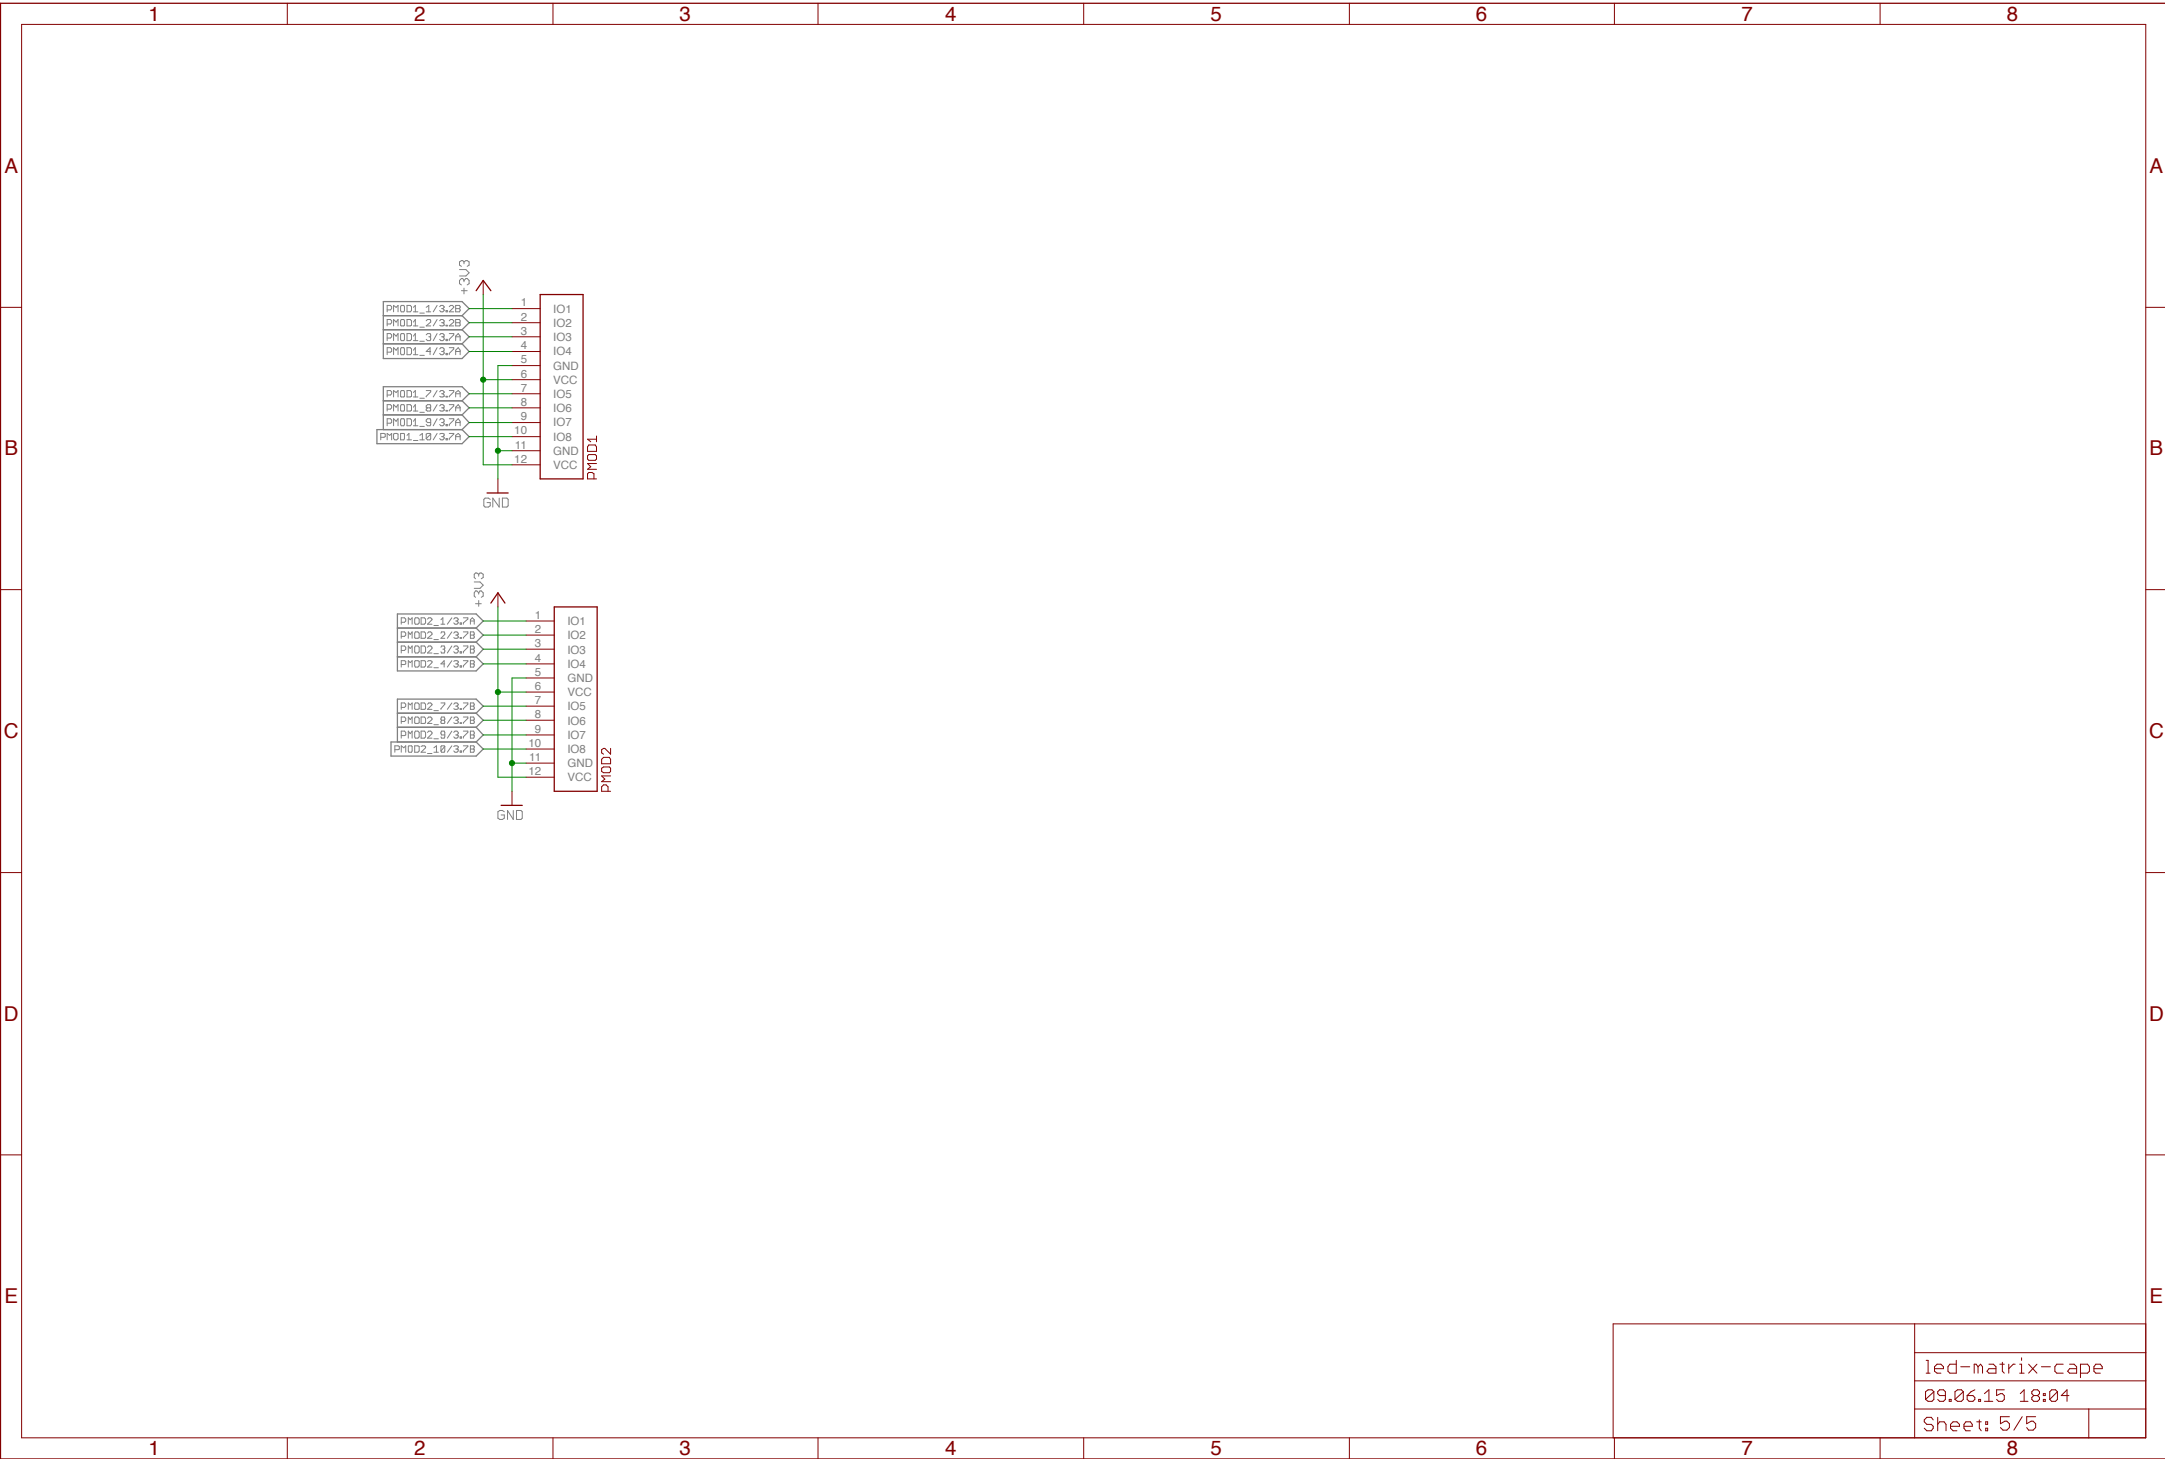 1 2 3 4 5 6 7 8
A A
+3V3
PMOD1_1/3.2B 1 IO1
PMOD1_2/3.2B 2 IO2
PMOD1_3/3.7A 3 IO3
PMOD1_4/3.7A 4 IO4
5 GND
6 VCC
PMOD1_7/3.7A 7 IO5
PMOD1_8/3.7A 8 IO6
PMOD1_9/3.7A 9 IO7
PMOD1_10/3.7A 10 IO8
11 GND
12 VCC
PMOD1
B B
GND
+3V3
PMOD2_1/3.7A 1 IO1
PMOD2_2/3.7B 2 IO2
PMOD2_3/3.7B 3 IO3
PMOD2_4/3.7B 4 IO4
5 GND
6 VCC
PMOD2_7/3.7B 7 IO5
PMOD2_8/3.7B 8 IO6
PMOD2_9/3.7B 9 IO7
PMOD2_10/3.7B 10 IO8
11 GND
12 VCC
PMOD2
C C
GND
D D
E E
led-matrix-cape
09.06.15 18:04
Sheet: 5/5
1 2 3 4 5 6 7 8